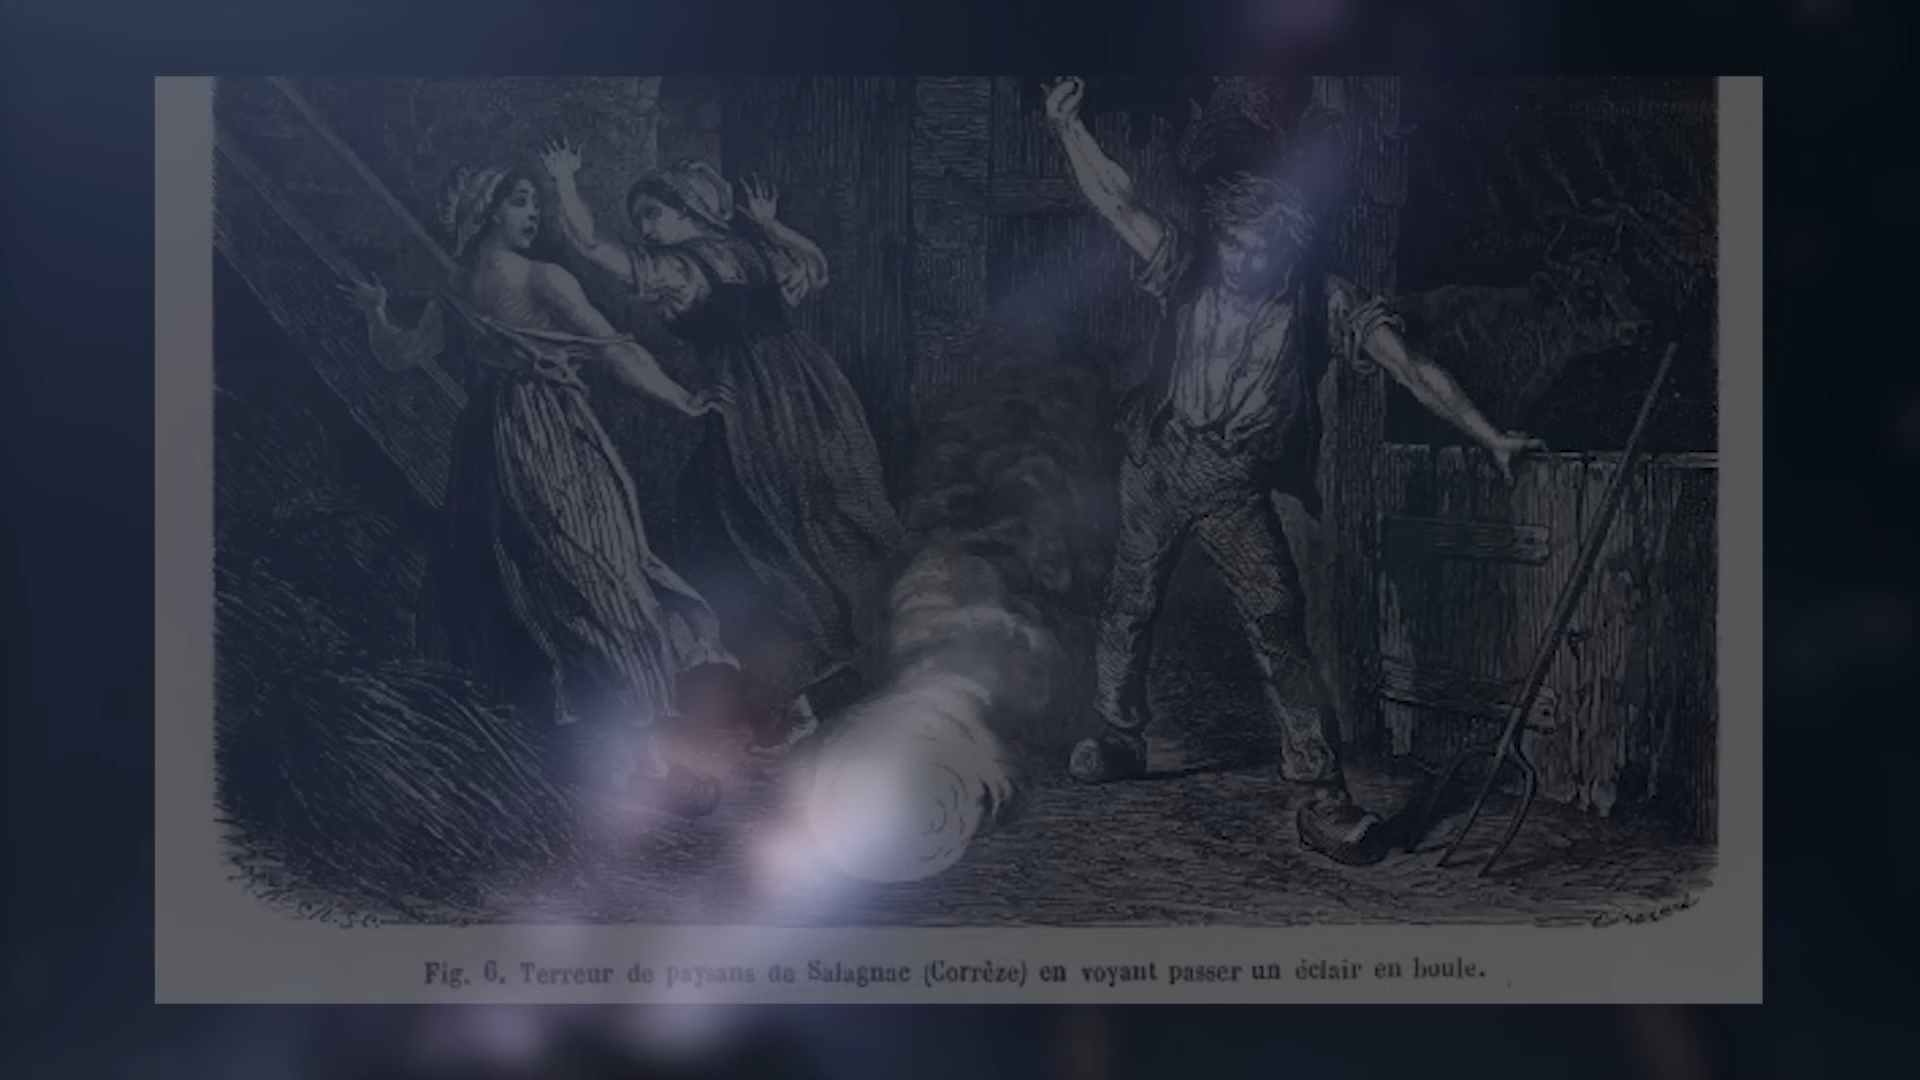 Fig. 6. Terreur de paysans de Salagnac (Corrèze) en voyant passer un éclair en boule.